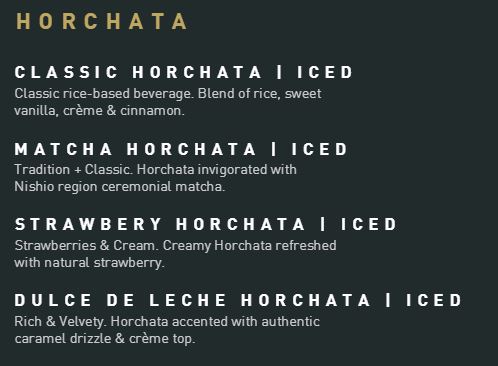 HORCHATA
CLASSIC HORCHATA | ICED
Classic rice-based beverage. Blend of rice, sweet
vanilla, crème & cinnamon.
MATCHA HORCHATA | ICED
Tradition + Classic. Horchata invigorated with
Nishio region ceremonial matcha.
STRAWBERY HORCHATA | ICED
Strawberries & Cream. Creamy Horchata refreshed
with natural strawberry.
DULCE DE LECHE HORCHATA | ICED
Rich & Velvety. Horchata accented with authentic
caramel drizzle & crème top.